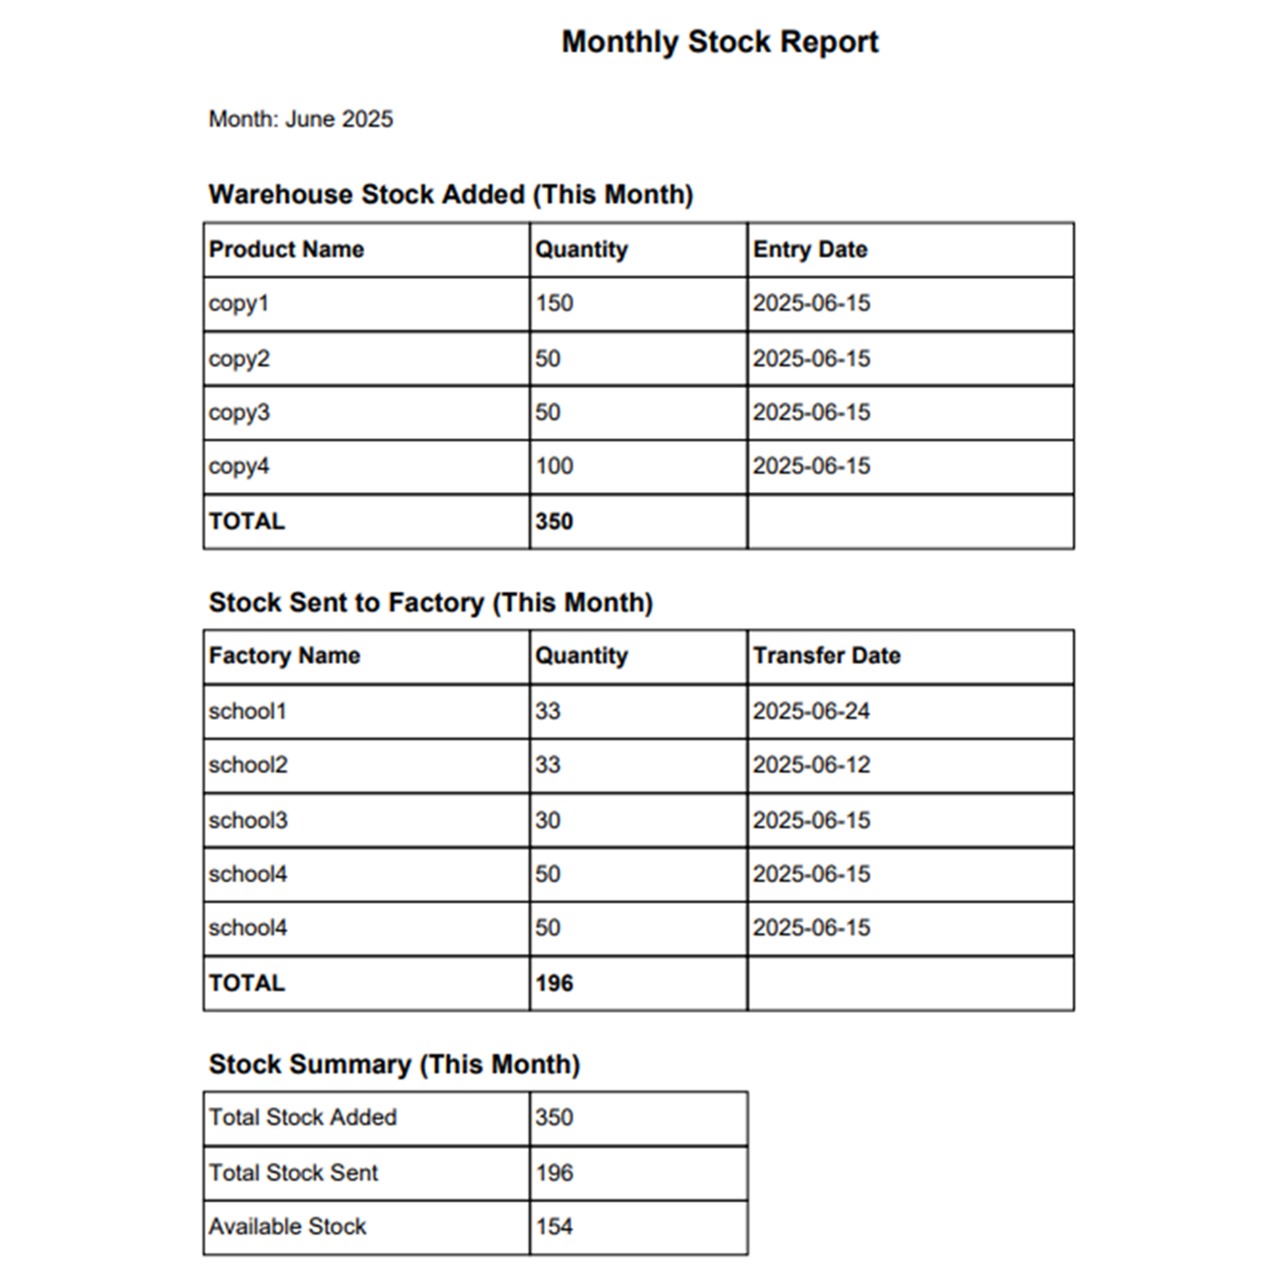 Monthly Stock Report
Month: June 2025
Warehouse Stock Added (This Month)
Product Name Quantity Entry Date
copy1 150 2025-06-15
copy2 50 2025-06-15
copy3 50 2025-06-15
copy4 100 2025-06-15
TOTAL 350
Stock Sent to Factory (This Month)
Factory Name Quantity Transfer Date
school1 33 2025-06-24
school2 33 2025-06-12
school3 30 2025-06-15
school4 50 2025-06-15
school4 50 2025-06-15
TOTAL 196
Stock Summary (This Month)
Total Stock Added 350
Total Stock Sent 196
Available Stock 154